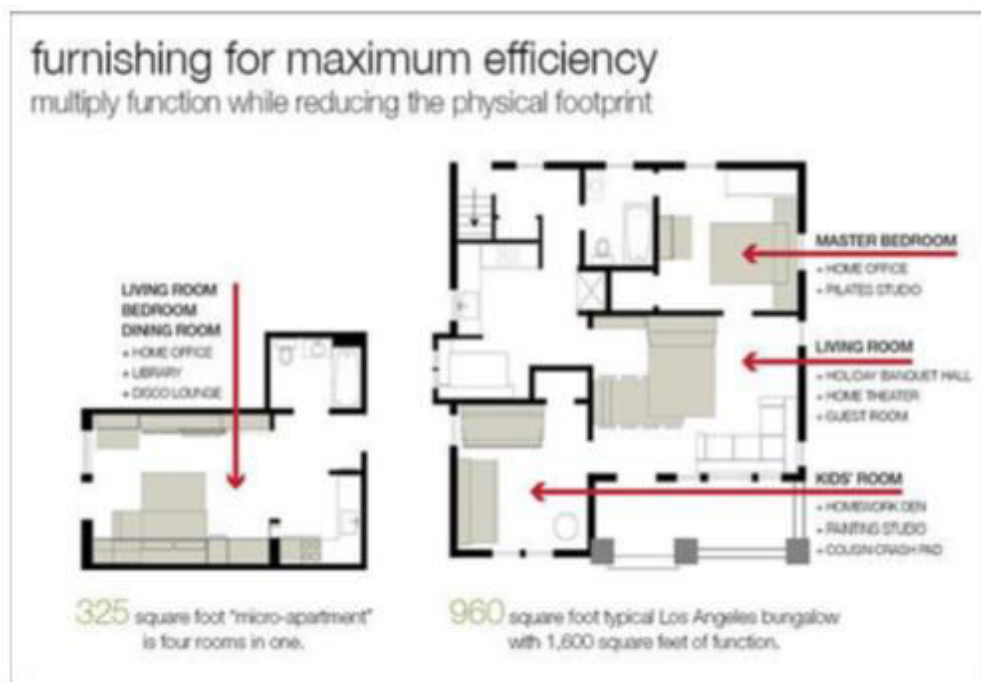 furnishing for maximum efficiency
multiply function while reducing the physical footprint
LIVING ROOM
BEDROOM
DINING ROOM
+ HOME OFFICE
+ LIBRARY
+ DISCO LOUNGE
MASTER BEDROOM
+ HOME OFFICE
+ PILATES STUDIO
LIVING ROOM
+ HOLIDAY BANQUET HALL
+ HOME THEATER
+ GUEST ROOM
KIDS' ROOM
+ HOMEWORK DEN
+ PAINTING STUDIO
+ COUSIN CRASH PAD
325 square foot "micro-apartment"
is four rooms in one.
960 square foot typical Los Angeles bungalow
with 1,600 square feet of function.